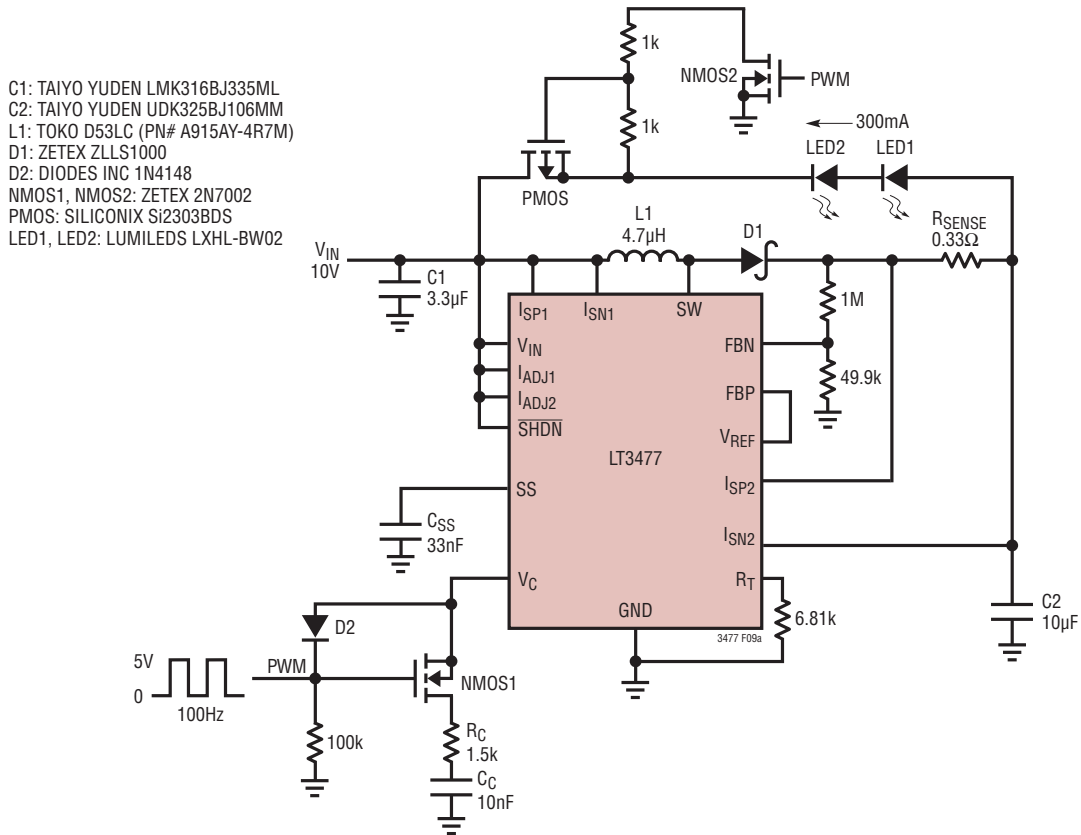 C1: TAIYO YUDEN LMK316BJ335ML
C2: TAIYO YUDEN UDK325BJ106MM
L1: TOKO D53LC (PN# A915AY-4R7M)
D1: ZETEX ZLLS1000
D2: DIODES INC 1N4148
NMOS1, NMOS2: ZETEX 2N7002
PMOS: SILICONIX Si2303BDS
LED1, LED2: LUMILEDS LXHL-BW02
1k
NMOS2
PWM
1k
300mA
LED2
LED1
PMOS
VIN
10V
C1
3.3µF
L1
4.7µH
D1
RSENSE
0.33Ω
ISP1
ISN1
SW
1M
VIN
FBN
IADJ1
49.9k
IADJ2
FBP
SHDN
VREF
LT3477
SS
ISP2
CSS
33nF
ISN2
VC
RT
GND
6.81k
3477 F09a
C2
10µF
D2
5V
0
100Hz
PWM
NMOS1
100k
RC
1.5k
CC
10nF